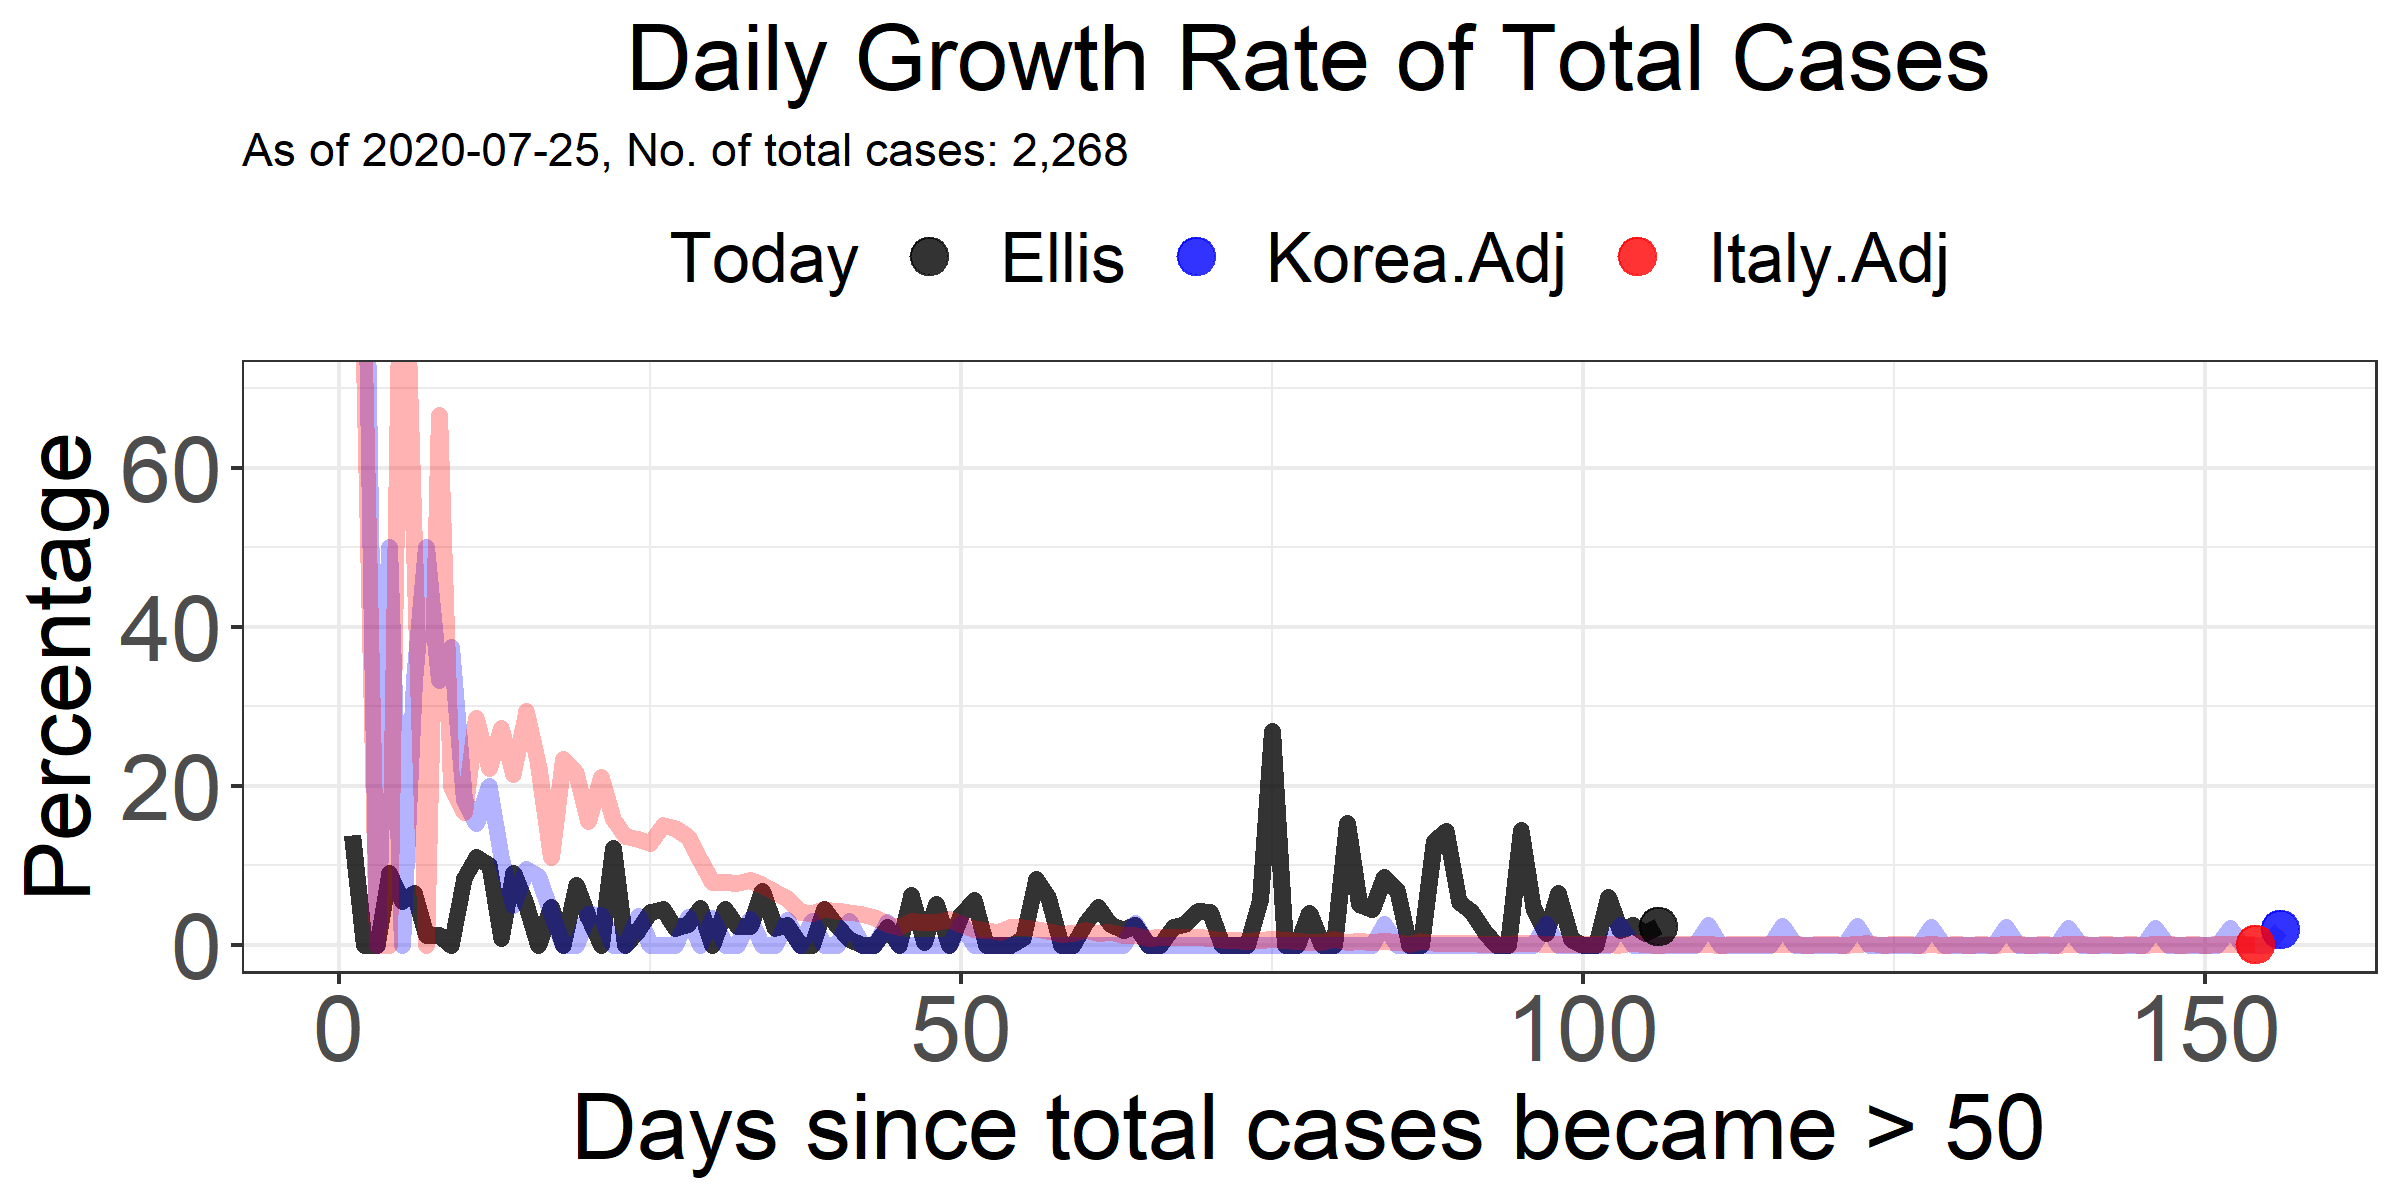 Daily Growth Rate of Total Cases
As of 2020-07-25, No. of total cases: 2,268
Today Ellis Korea.Adj Italy.Adj
Percentage
60
40
20
0
0 50 100 150
Days since total cases became > 50